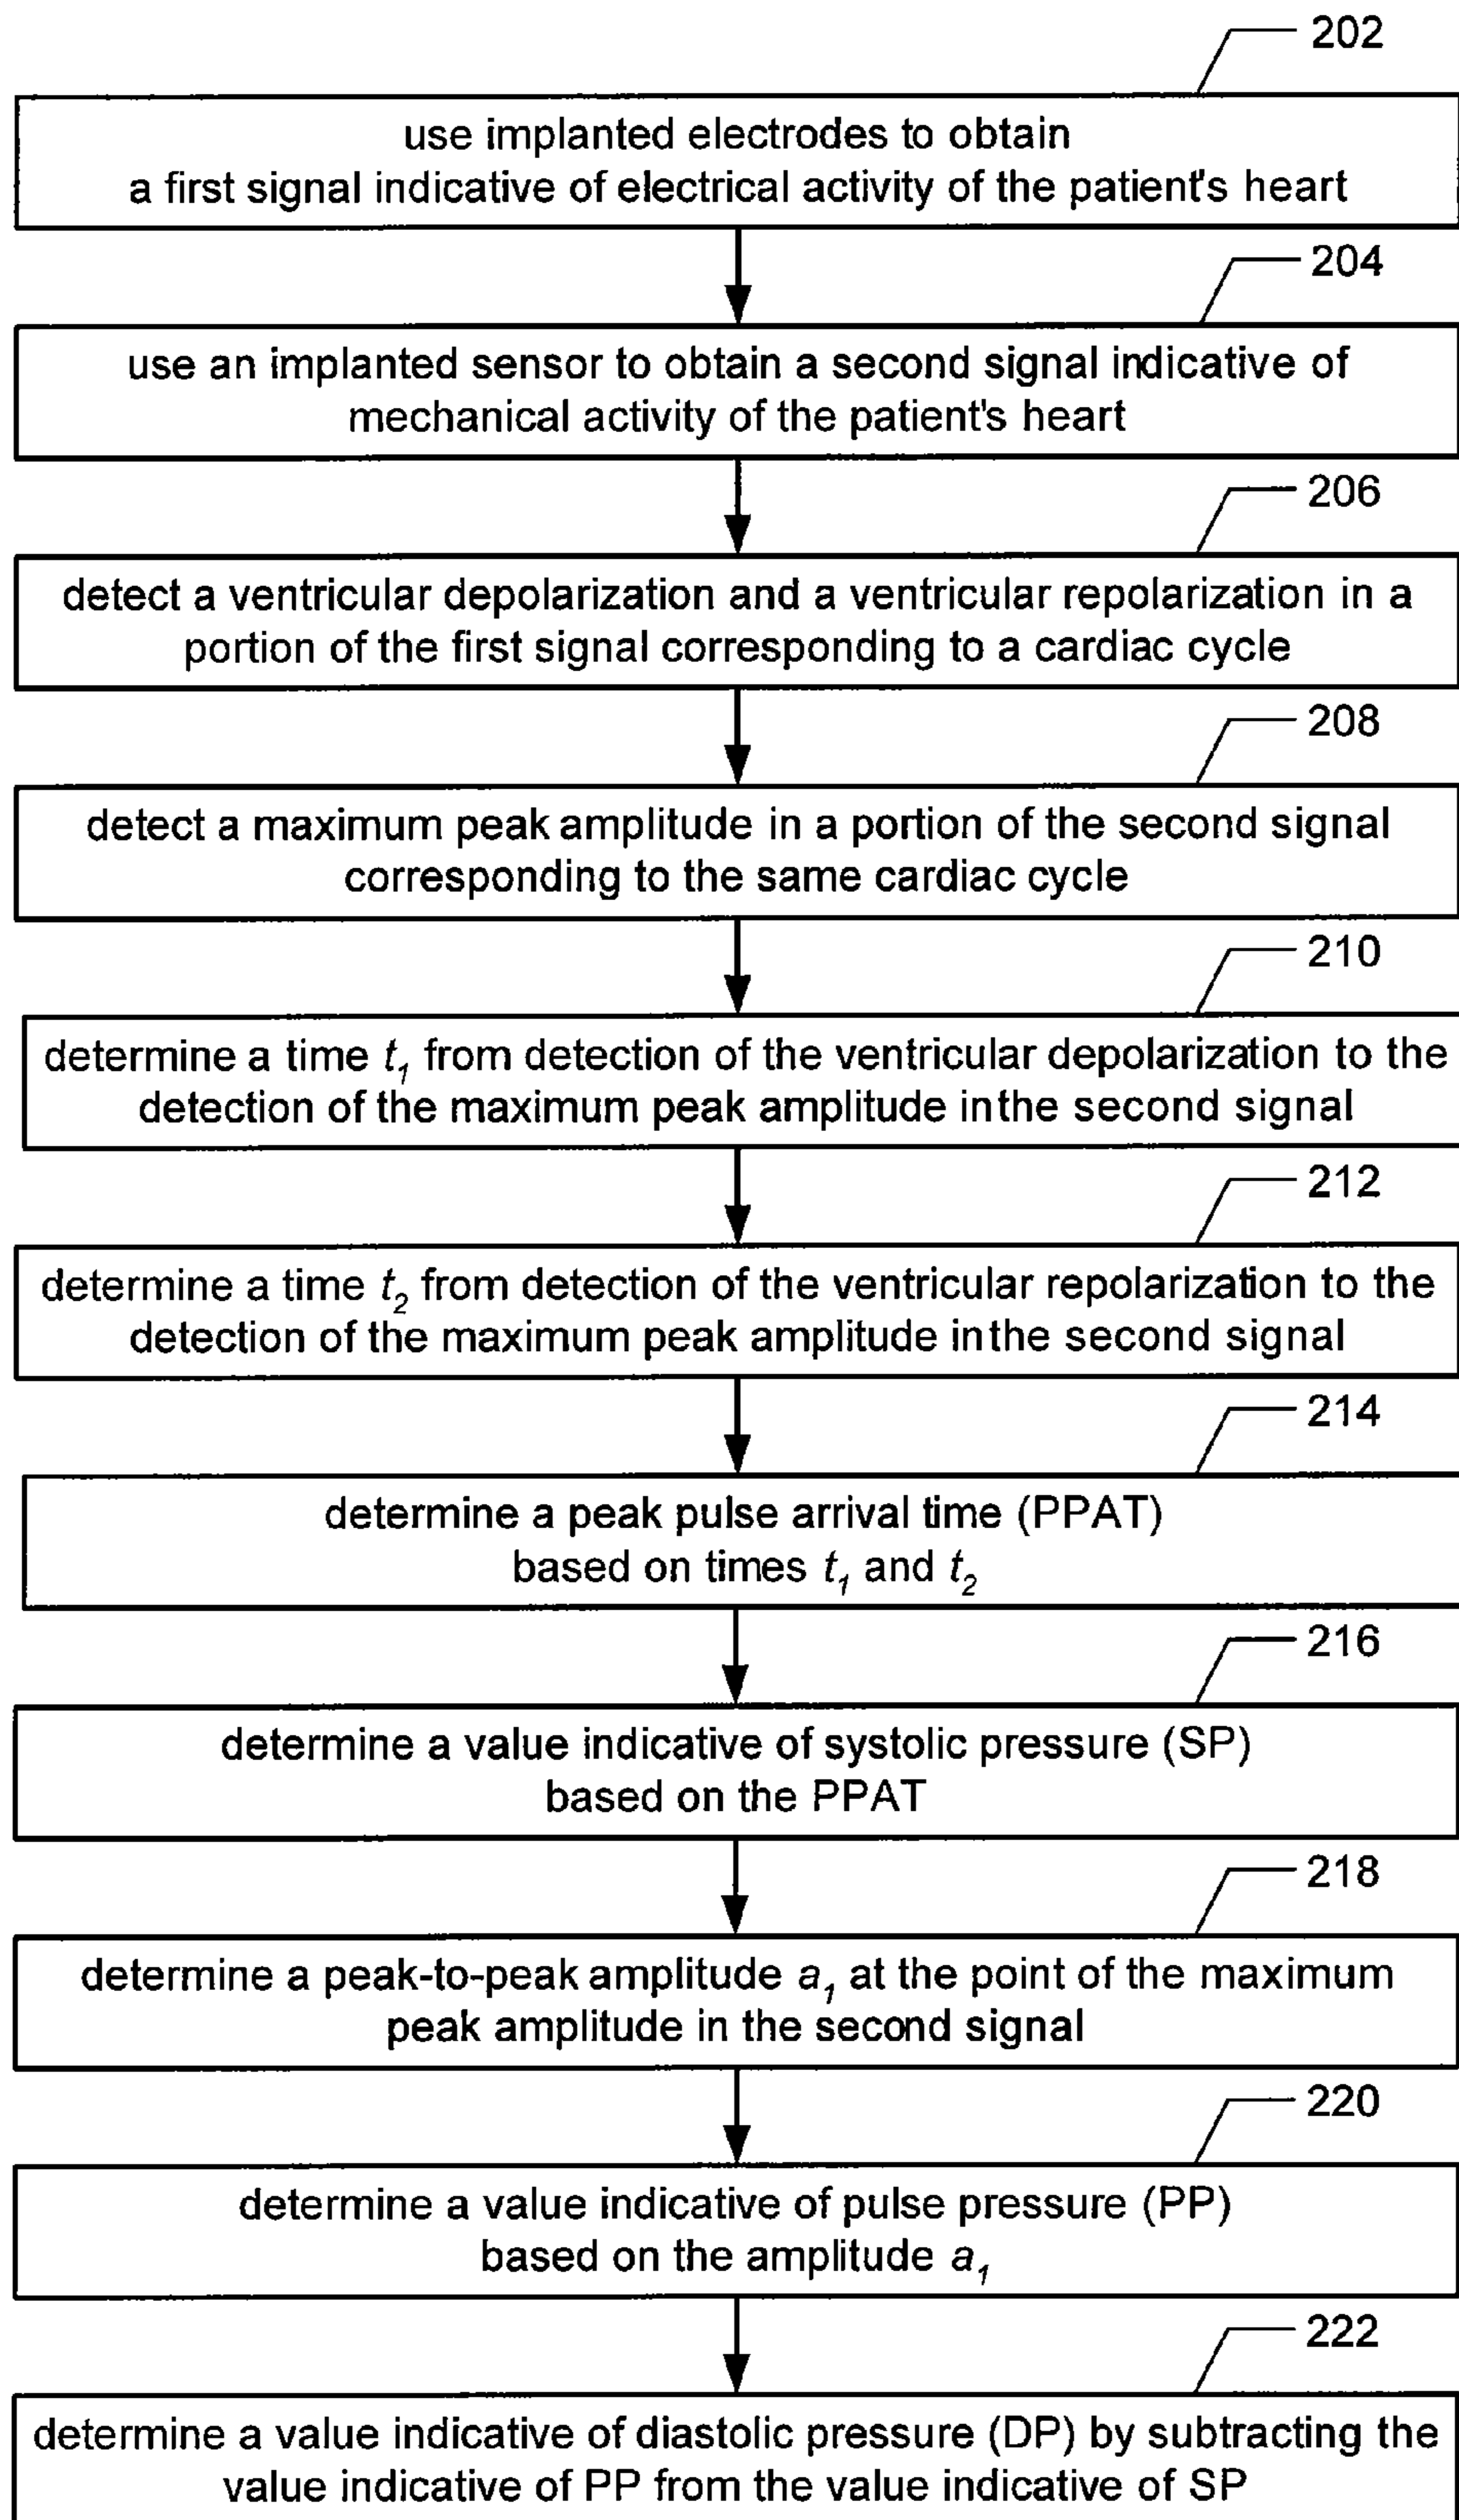 202
use implanted electrodes to obtain
a first signal indicative of electrical activity of the patient's heart
204
use an implanted sensor to obtain a second signal indicative of
mechanical activity of the patient's heart
206
detect a ventricular depolarization and a ventricular repolarization in a
portion of the first signal corresponding to a cardiac cycle
208
detect a maximum peak amplitude in a portion of the second signal
corresponding to the same cardiac cycle
210
determine a time t₁ from detection of the ventricular depolarization to the
detection of the maximum peak amplitude in the second signal
212
determine a time t₂ from detection of the ventricular repolarization to the
detection of the maximum peak amplitude in the second signal
214
determine a peak pulse arrival time (PPAT)
based on times t₁ and t₂
216
determine a value indicative of systolic pressure (SP)
based on the PPAT
218
determine a peak-to-peak amplitude a₁ at the point of the maximum
peak amplitude in the second signal
220
determine a value indicative of pulse pressure (PP)
based on the amplitude a₁
222
determine a value indicative of diastolic pressure (DP) by subtracting the
value indicative of PP from the value indicative of SP